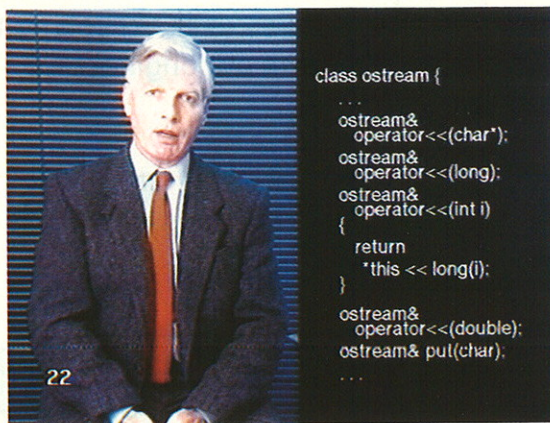 class ostream {
. . .
ostream&
operator<<(char*);
ostream&
operator<<(long);
ostream&
operator<<(int i)
{
return
*this << long(i);
}
ostream&
operator<<(double);
ostream& put(char);
. . .
22